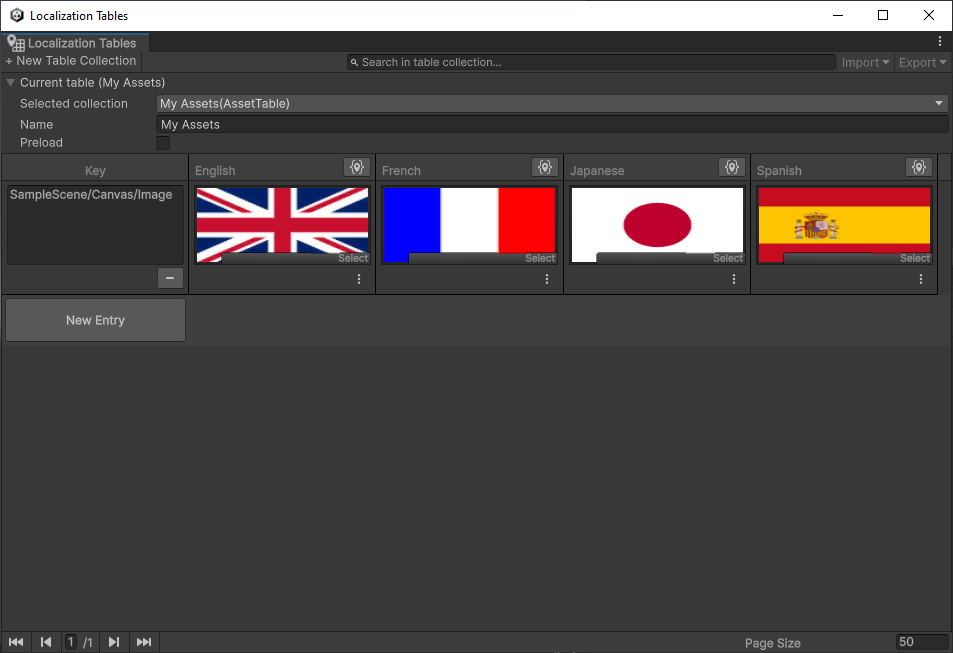 Localization Tables
Localization Tables
+ New Table Collection
Search in table collection...
Import
Export
Current table (My Assets)
Selected collection
My Assets(AssetTable)
Name
My Assets
Preload
Key
English
French
Japanese
Spanish
SampleScene/Canvas/Image
Select
Select
Select
Select
New Entry
1 /1
Page Size
50